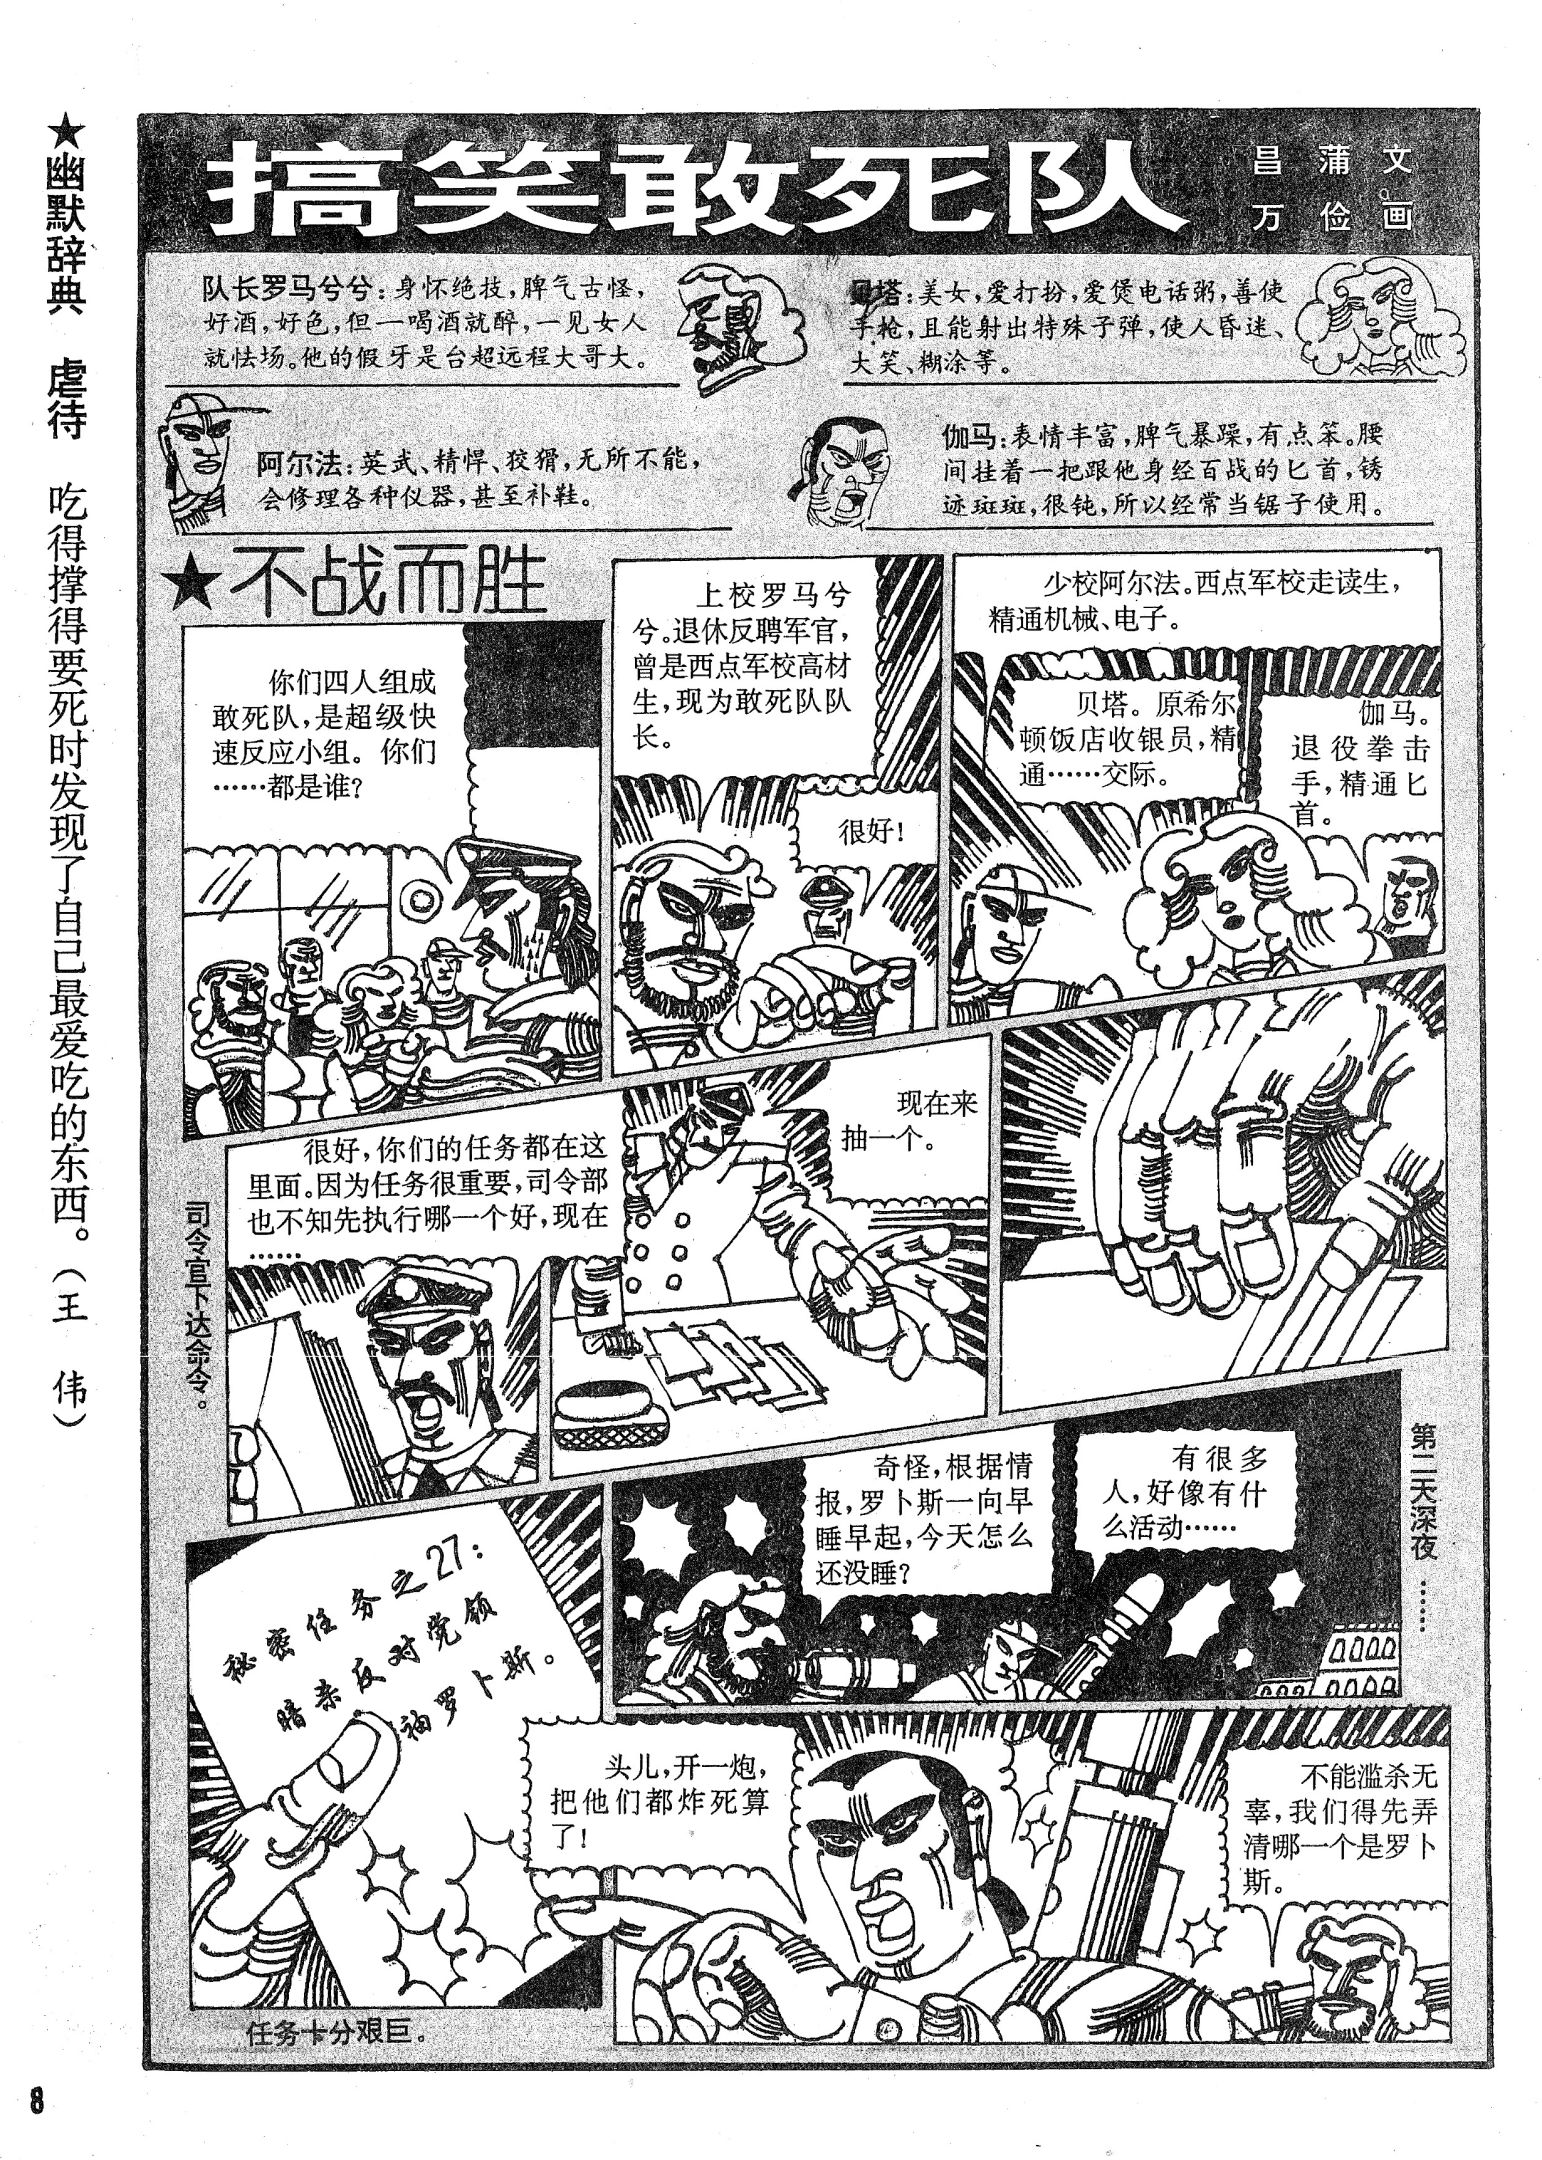 ★幽默辞典 虐待 吃得撑得要死时发现了自己最爱吃的东西。(王 伟)
搞笑敢死队
昌蒲文
万俭画
队长罗马兮兮:身怀绝技,脾气古怪,
好酒,好色,但一喝酒就醉,一见女人
就怯场。他的假牙是台超远程大哥大。
贝塔:美女,爱打扮,爱煲电话粥,善使
手枪,且能射出特殊子弹,使人昏迷、
大笑、糊涂等。
阿尔法:英武、精悍、狡猾,无所不能,
会修理各种仪器,甚至补鞋。
伽马:表情丰富,脾气暴躁,有点笨。腰
间挂着一把跟他身经百战的匕首,锈
迹斑斑,很钝,所以经常当锯子使用。
★不战而胜
你们四人组成
敢死队,是超级快
速反应小组。你们
……都是谁?
上校罗马兮
兮。退休反聘军官,
曾是西点军校高材
生,现为敢死队队
长。
很好!
少校阿尔法。西点军校走读生,
精通机械、电子。
贝塔。原希尔
顿饭店收银员,精
通……交际。
伽马。
退役拳击
手,精通匕
首。
司令官下达命令。
很好,你们的任务都在这
里面。因为任务很重要,司令部
也不知先执行哪一个好,现在
……
现在来
抽一个。
秘密任务之27:
暗杀反对党领
袖罗卜斯。
任务十分艰巨。
第二天深夜……
奇怪,根据情
报,罗卜斯一向早
睡早起,今天怎么
还没睡?
有很多
人,好像有什
么活动……
头儿,开一炮,
把他们都炸死算
了!
不能滥杀无
辜,我们得先弄
清哪一个是罗卜
斯。
8